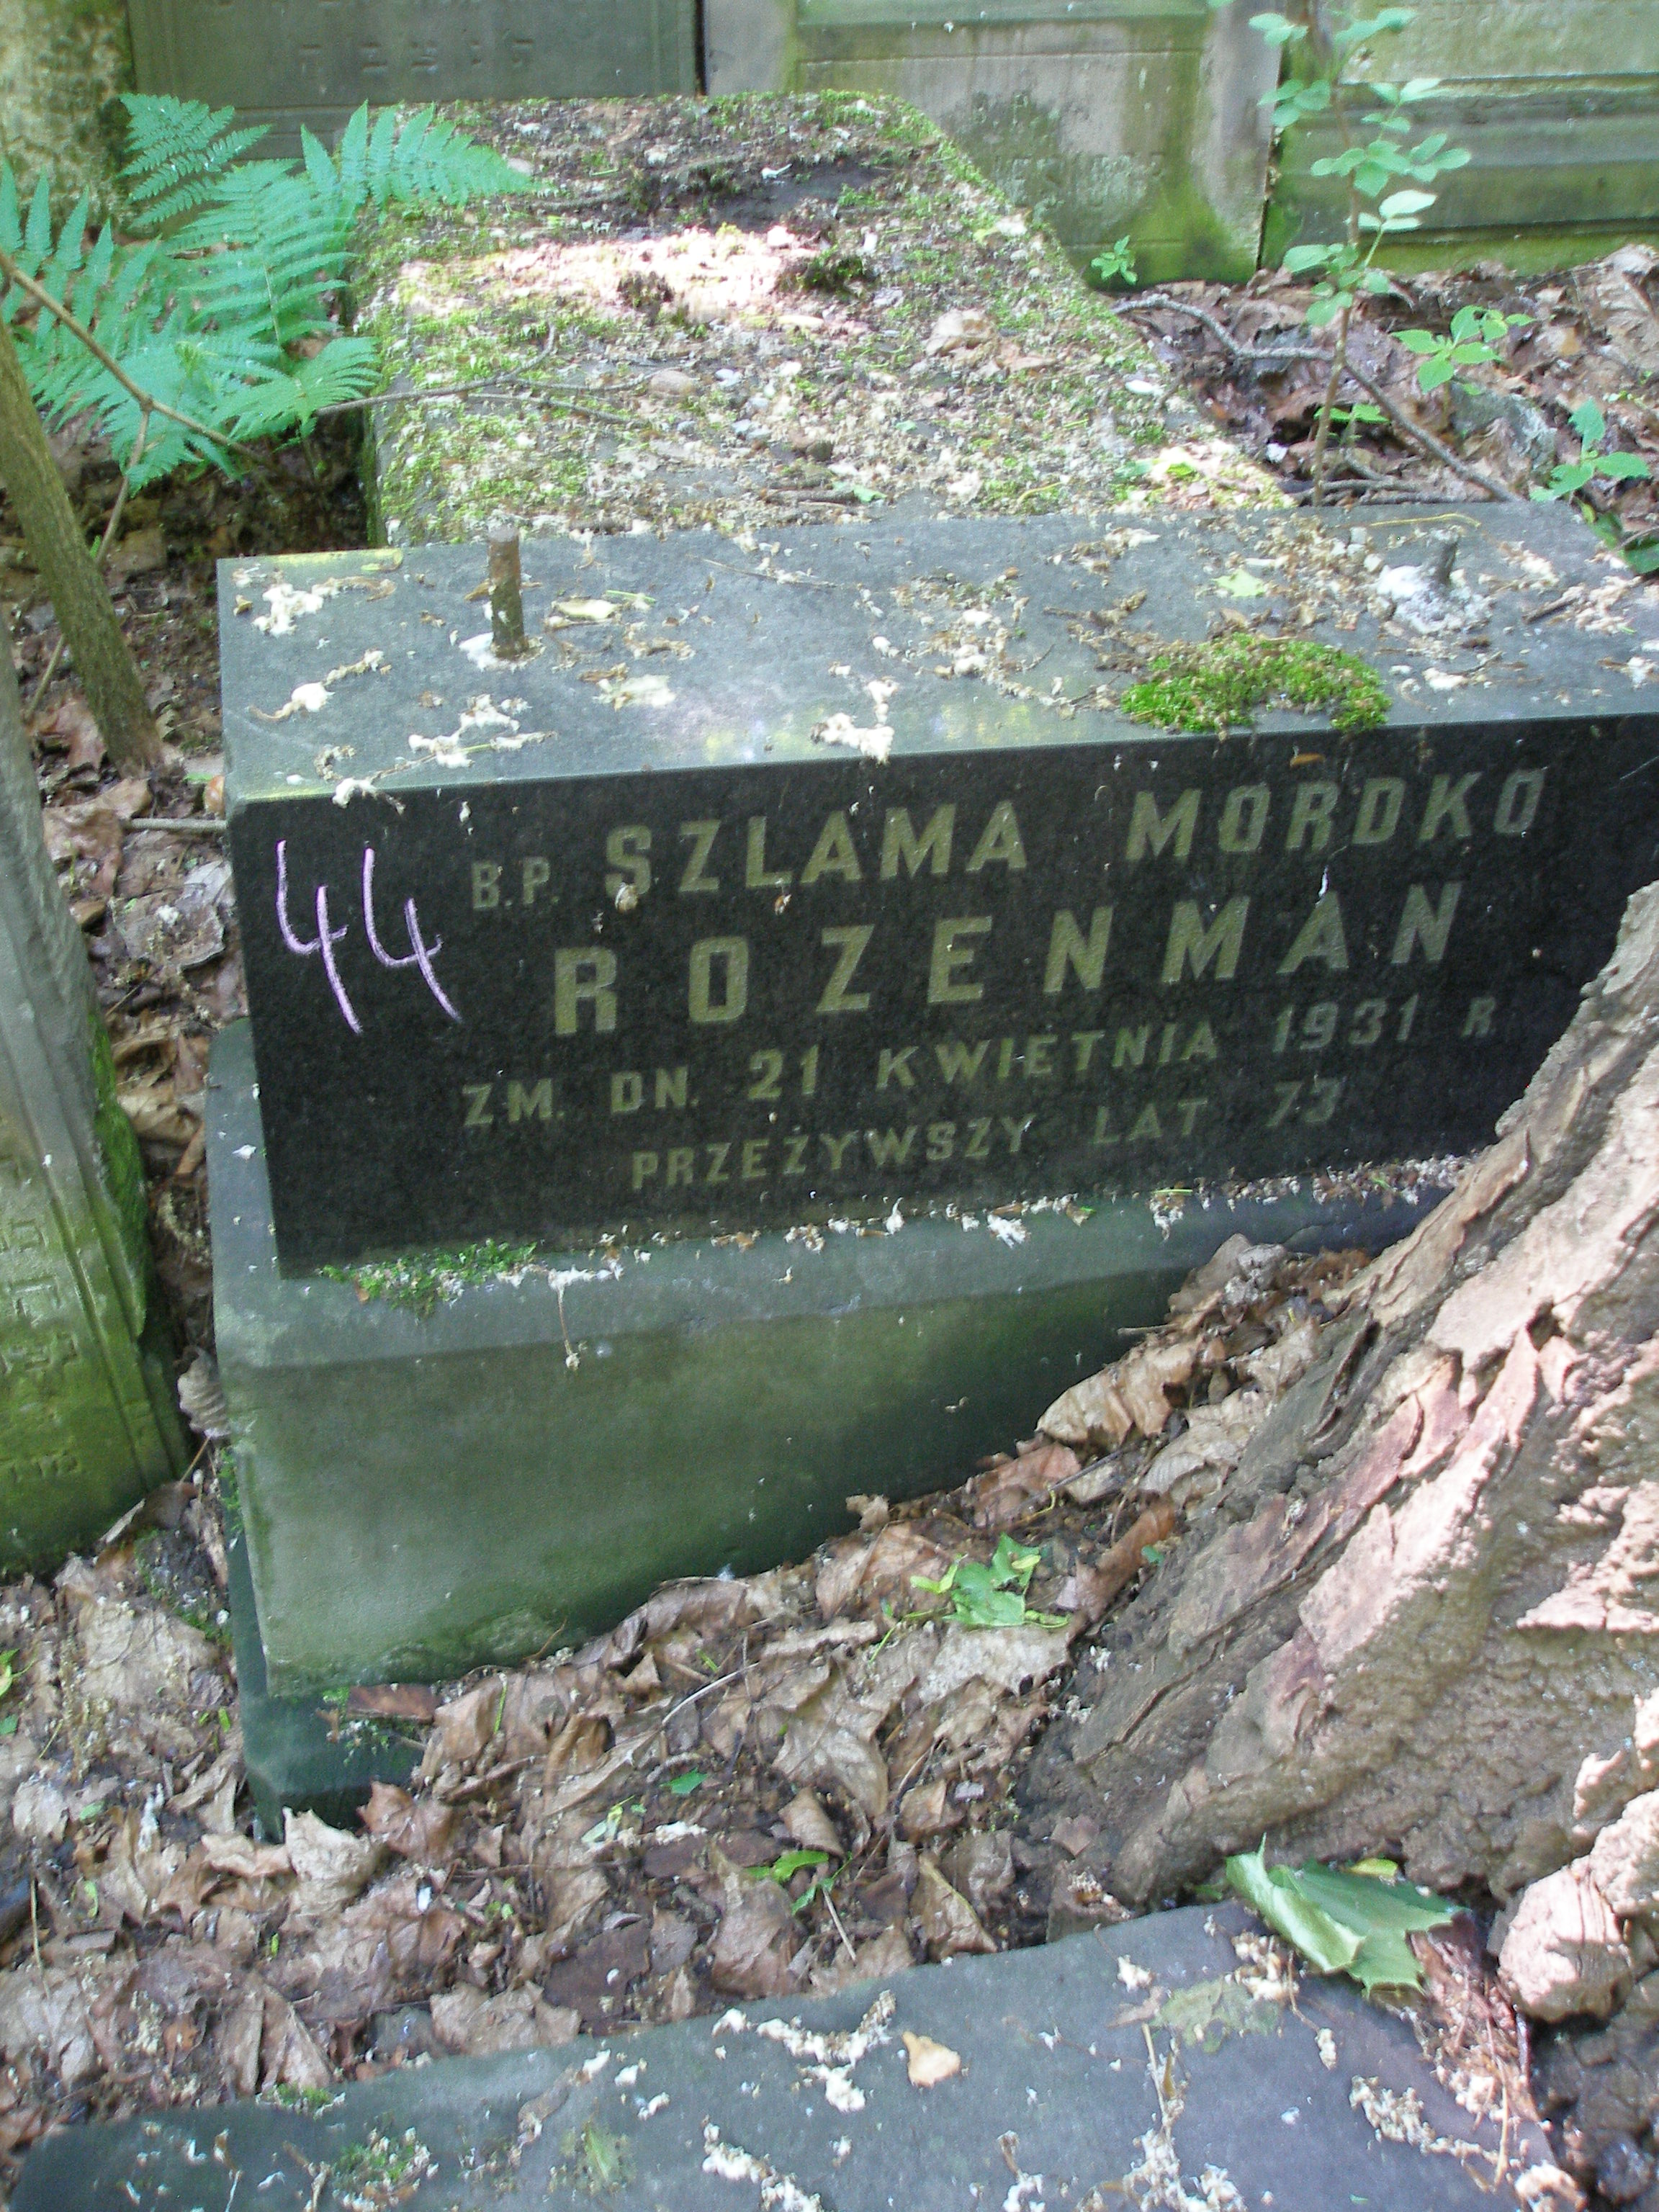 44
B.P. SZLAMA MORDKO
ROZENMAN
ZM. DN. 21 KWIETNIA 1931 R
PRZEŻYWSZY LAT 73